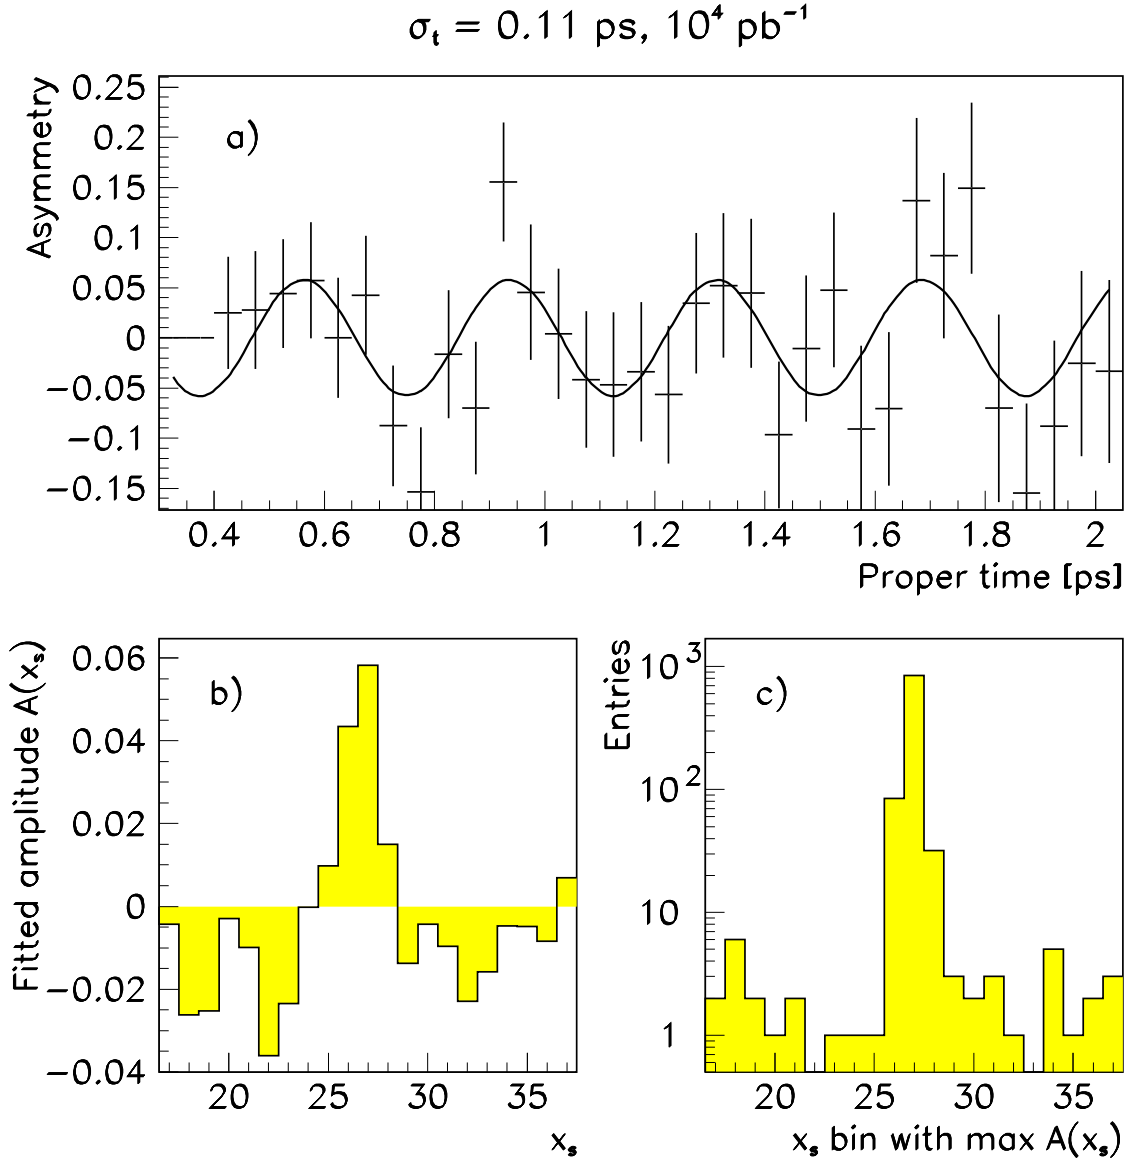 σt = 0.11 ps, 10⁴ pb⁻¹
Asymmetry
a)
0.25
0.2
0.15
0.1
0.05
0
−0.05
−0.1
−0.15
0.4 0.6 0.8 1 1.2 1.4 1.6 1.8 2
Proper time [ps]
Fitted amplitude A(xs)
b)
0.06
0.04
0.02
0
−0.02
−0.04
20 25 30 35
xs
Entries
c)
10³
10²
10
1
20 25 30 35
xs bin with max A(xs)